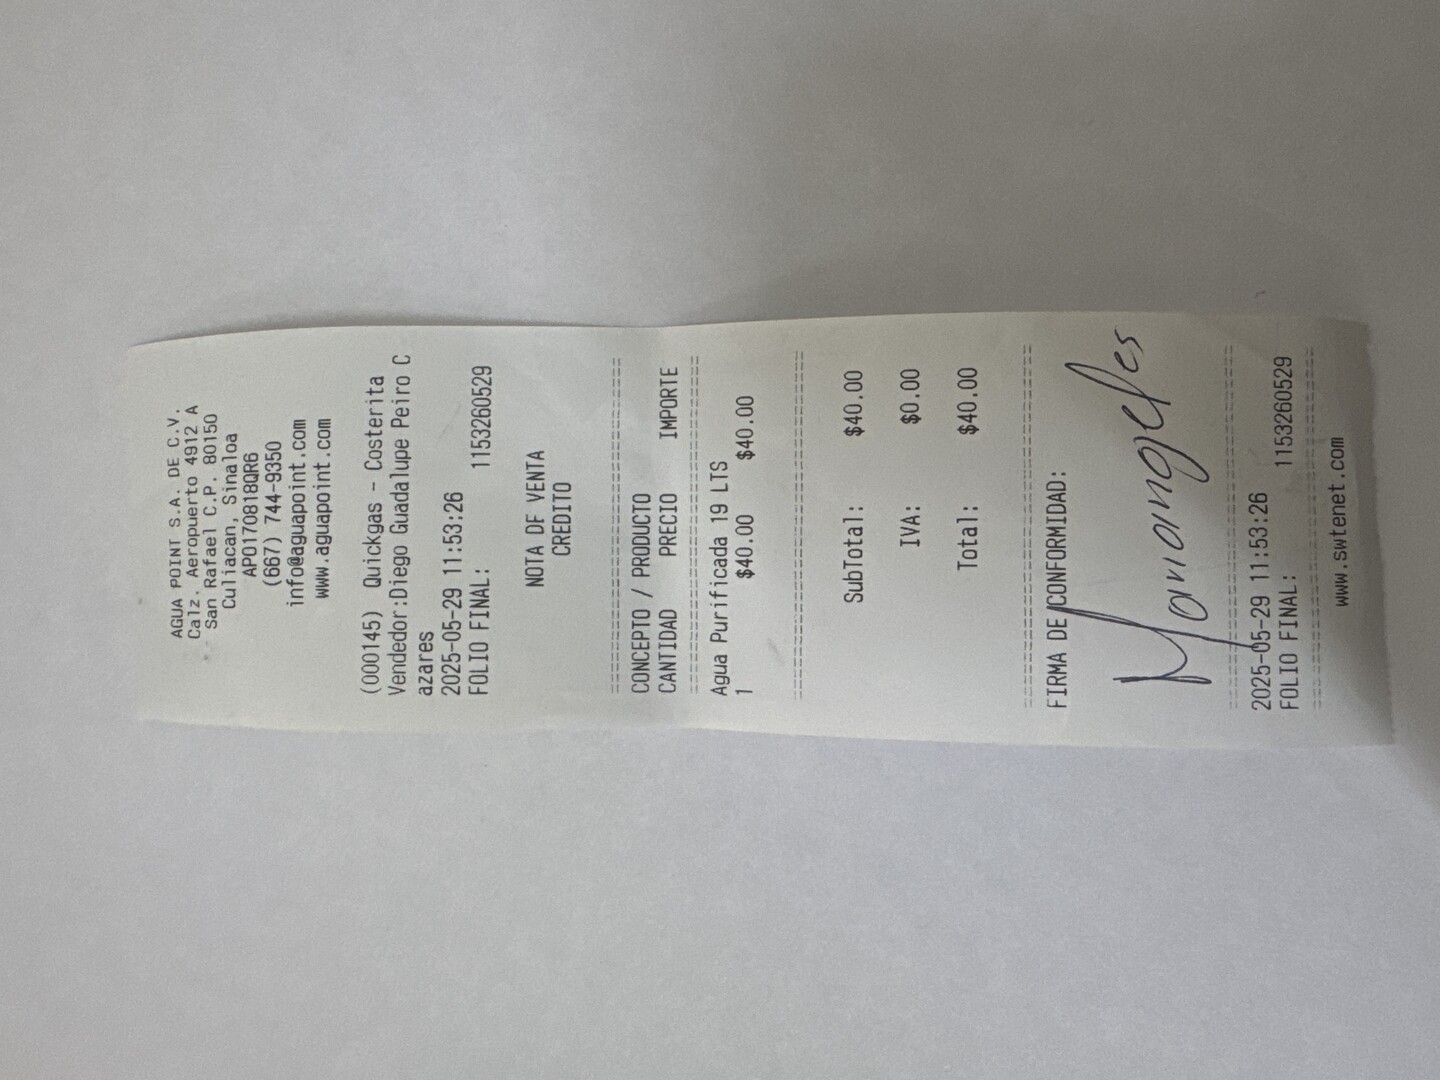 AGUA POINT S.A. DE C.V.
Calz. Aeropuerto 4912 A
San Rafael C.P. 80150
Culiacan, Sinaloa
APO170818QR6
(667) 744-9350
info@aguapoint.com
www.aguapoint.com
(000145) Quickgas - Costerita
Vendedor:Diego Guadalupe Peiro C
azares
2025-05-29 11:53:26
FOLIO FINAL: 1153260529
NOTA DE VENTA
CREDITO
================================
CONCEPTO / PRODUCTO
CANTIDAD PRECIO IMPORTE
================================
Agua Purificada 19 LTS
1 $40.00 $40.00
================================
SubTotal: $40.00
IVA: $0.00
Total: $40.00
================================
FIRMA DE CONFORMIDAD:
Mariangeles
================================
2025-05-29 11:53:26
FOLIO FINAL: 1153260529
================================
www.swtenet.com